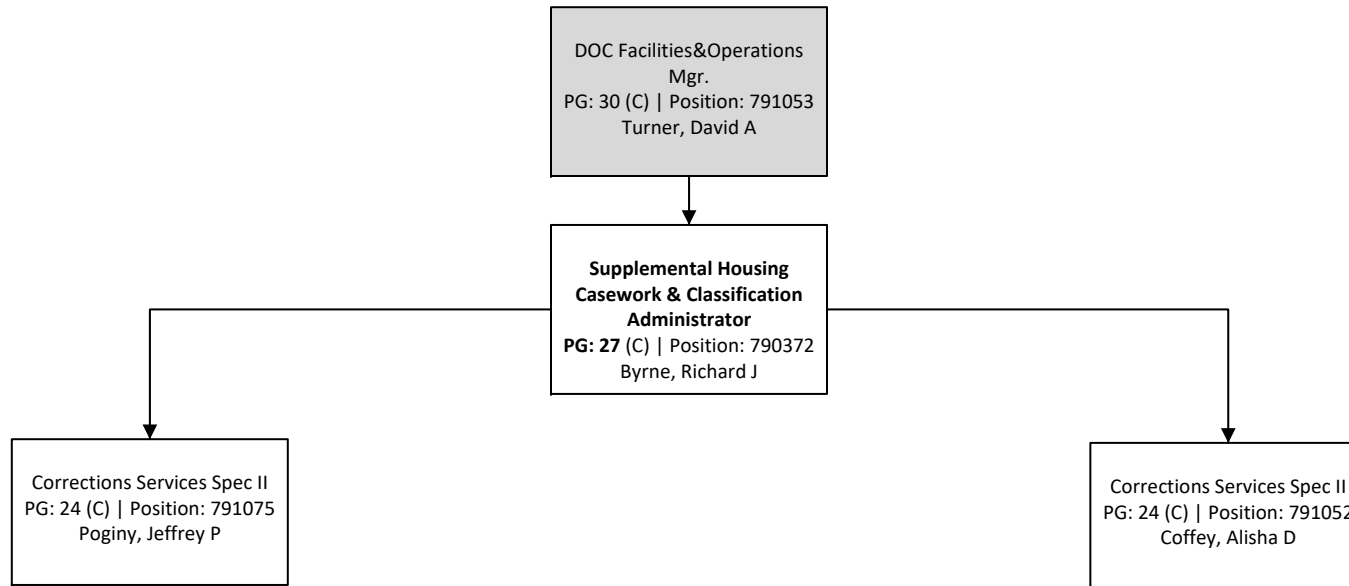 DOC Facilities&Operations
Mgr.
PG: 30 (C) | Position: 791053
Turner, David A
Supplemental Housing
Casework & Classification
Administrator
PG: 27 (C) | Position: 790372
Byrne, Richard J
Corrections Services Spec II
PG: 24 (C) | Position: 791075
Poginy, Jeffrey P
Corrections Services Spec II
PG: 24 (C) | Position: 791052
Coffey, Alisha D